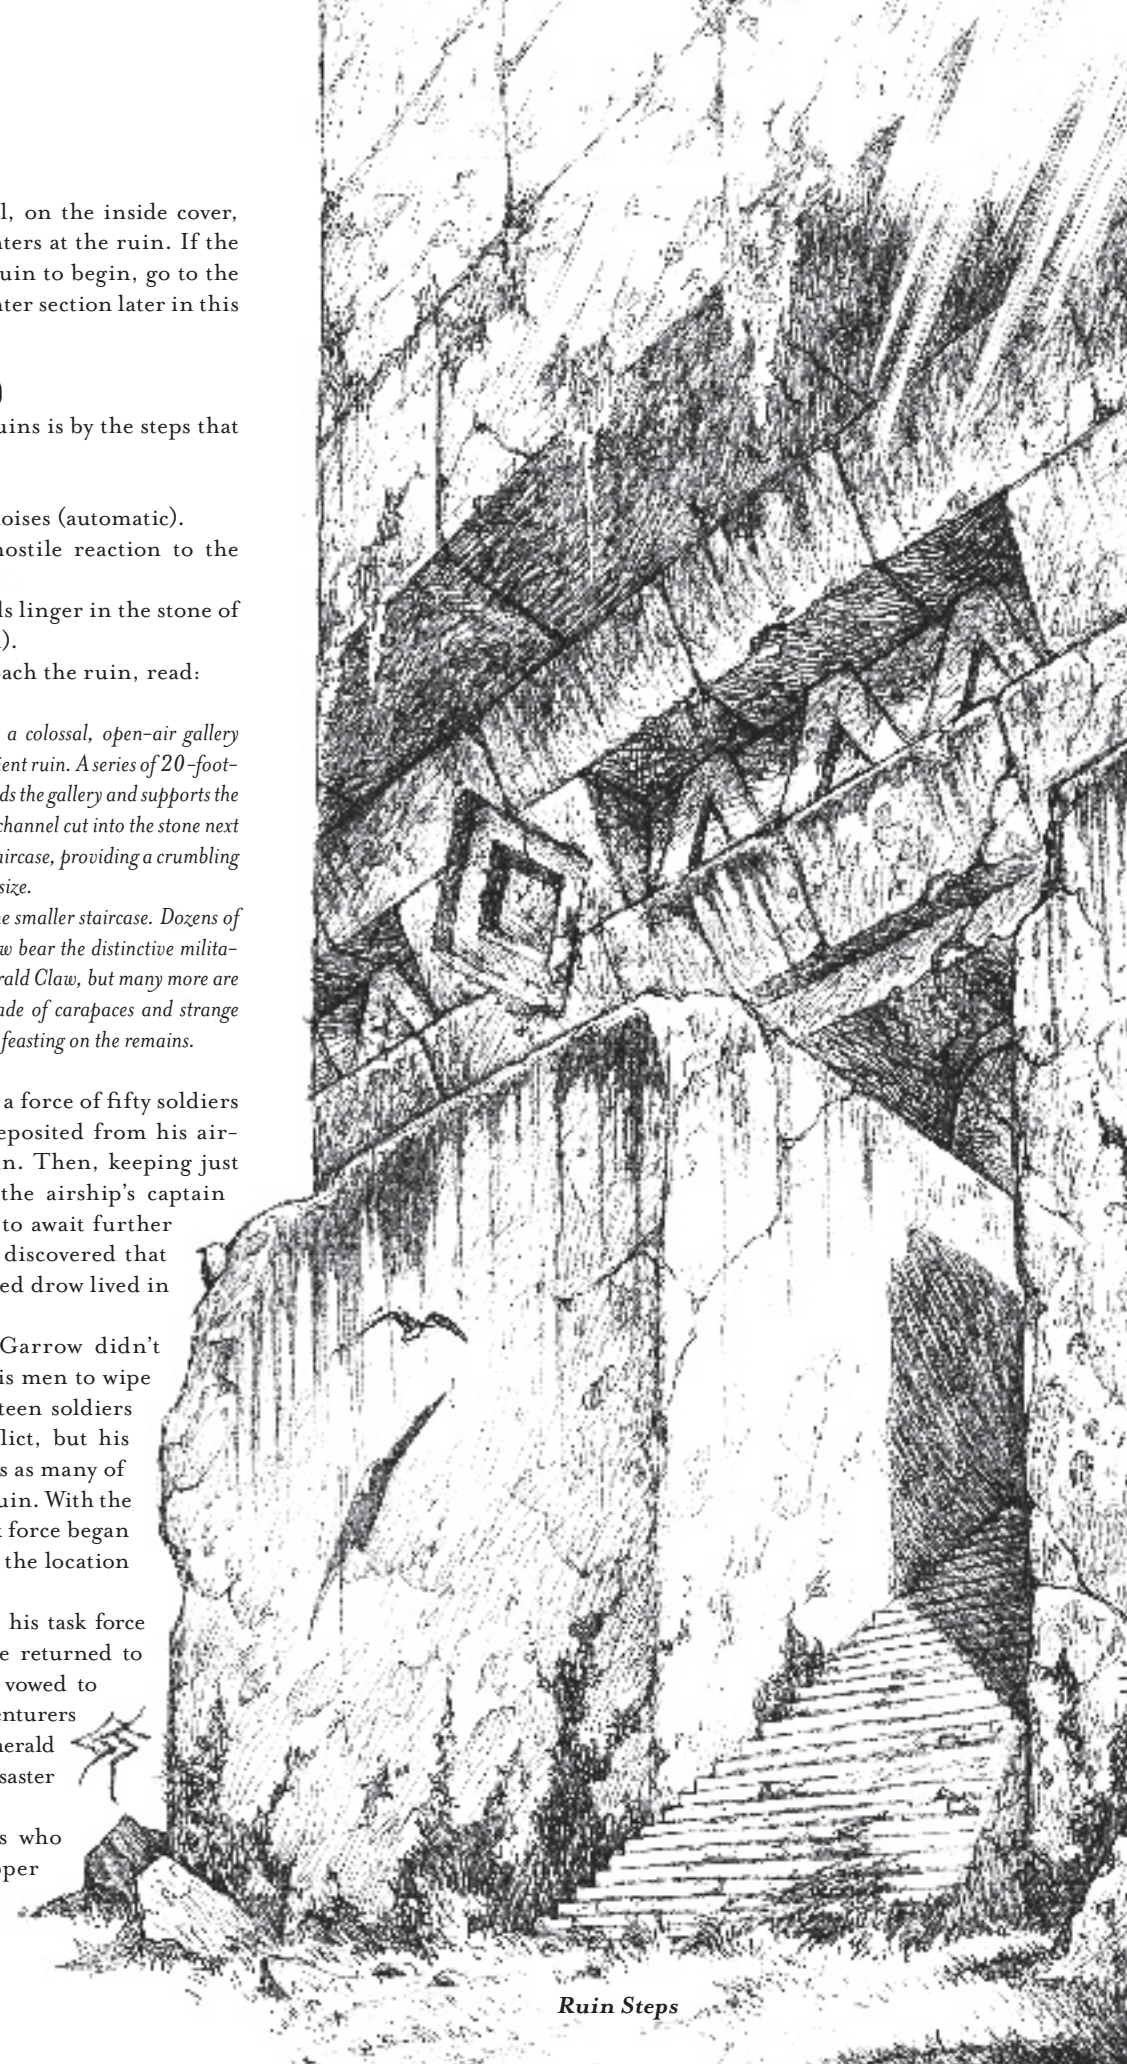 l, on the inside cover,
nters at the ruin. If the
uin to begin, go to the
nter section later in this
)
uins is by the steps that
oises (automatic).
hostile reaction to the
ls linger in the stone of
).
ach the ruin, read:
a colossal, open-air gallery
ient ruin. A series of 20-foot-
ds the gallery and supports the
channel cut into the stone next
aircase, providing a crumbling
size.
he smaller staircase. Dozens of
w bear the distinctive milita-
rald Claw, but many more are
ade of carapaces and strange
feasting on the remains.
a force of fifty soldiers
eposited from his air-
n. Then, keeping just
the airship’s captain
to await further
discovered that
ed drow lived in
Garrow didn’t
is men to wipe
teen soldiers
flict, but his
s as many of
uin. With the
k force began
the location
his task force
e returned to
vowed to
enturers
nerald
saster
s who
pper
Ruin Steps